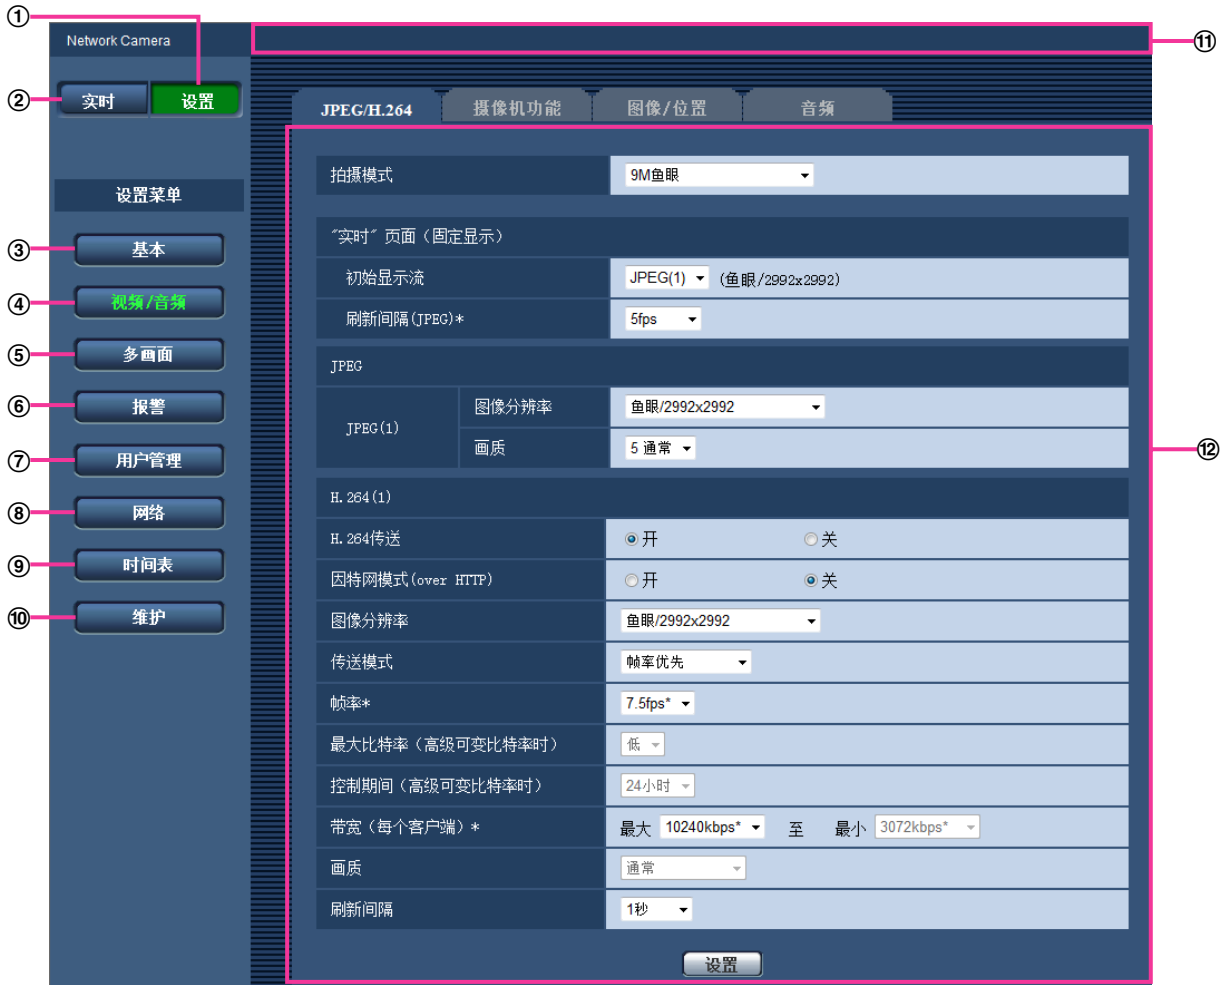 ①
Network Camera
⑪
② 实时 设置
JPEG/H.264 摄像机功能 图像/位置 音频
拍摄模式 9M鱼眼
设置菜单
"实时" 页面（固定显示）
③ 基本
初始显示流 JPEG(1) (鱼眼/2992x2992)
④ 视频/音频
刷新间隔(JPEG)* 5fps
⑤ 多画面
JPEG
⑥ 报警
JPEG(1) 图像分辨率 鱼眼/2992x2992
画质 5 通常
⑫
⑦ 用户管理
H.264(1)
⑧ 网络
H.264传送 开 关
⑨ 时间表
因特网模式(over HTTP) 开 关
⑩ 维护
图像分辨率 鱼眼/2992x2992
传送模式 帧率优先
帧率* 7.5fps*
最大比特率（高级可变比特率时） 低
控制期间（高级可变比特率时） 24小时
带宽（每个客户端）* 最大 10240kbps* 至 最小 3072kbps*
画质 通常
刷新间隔 1秒
设置